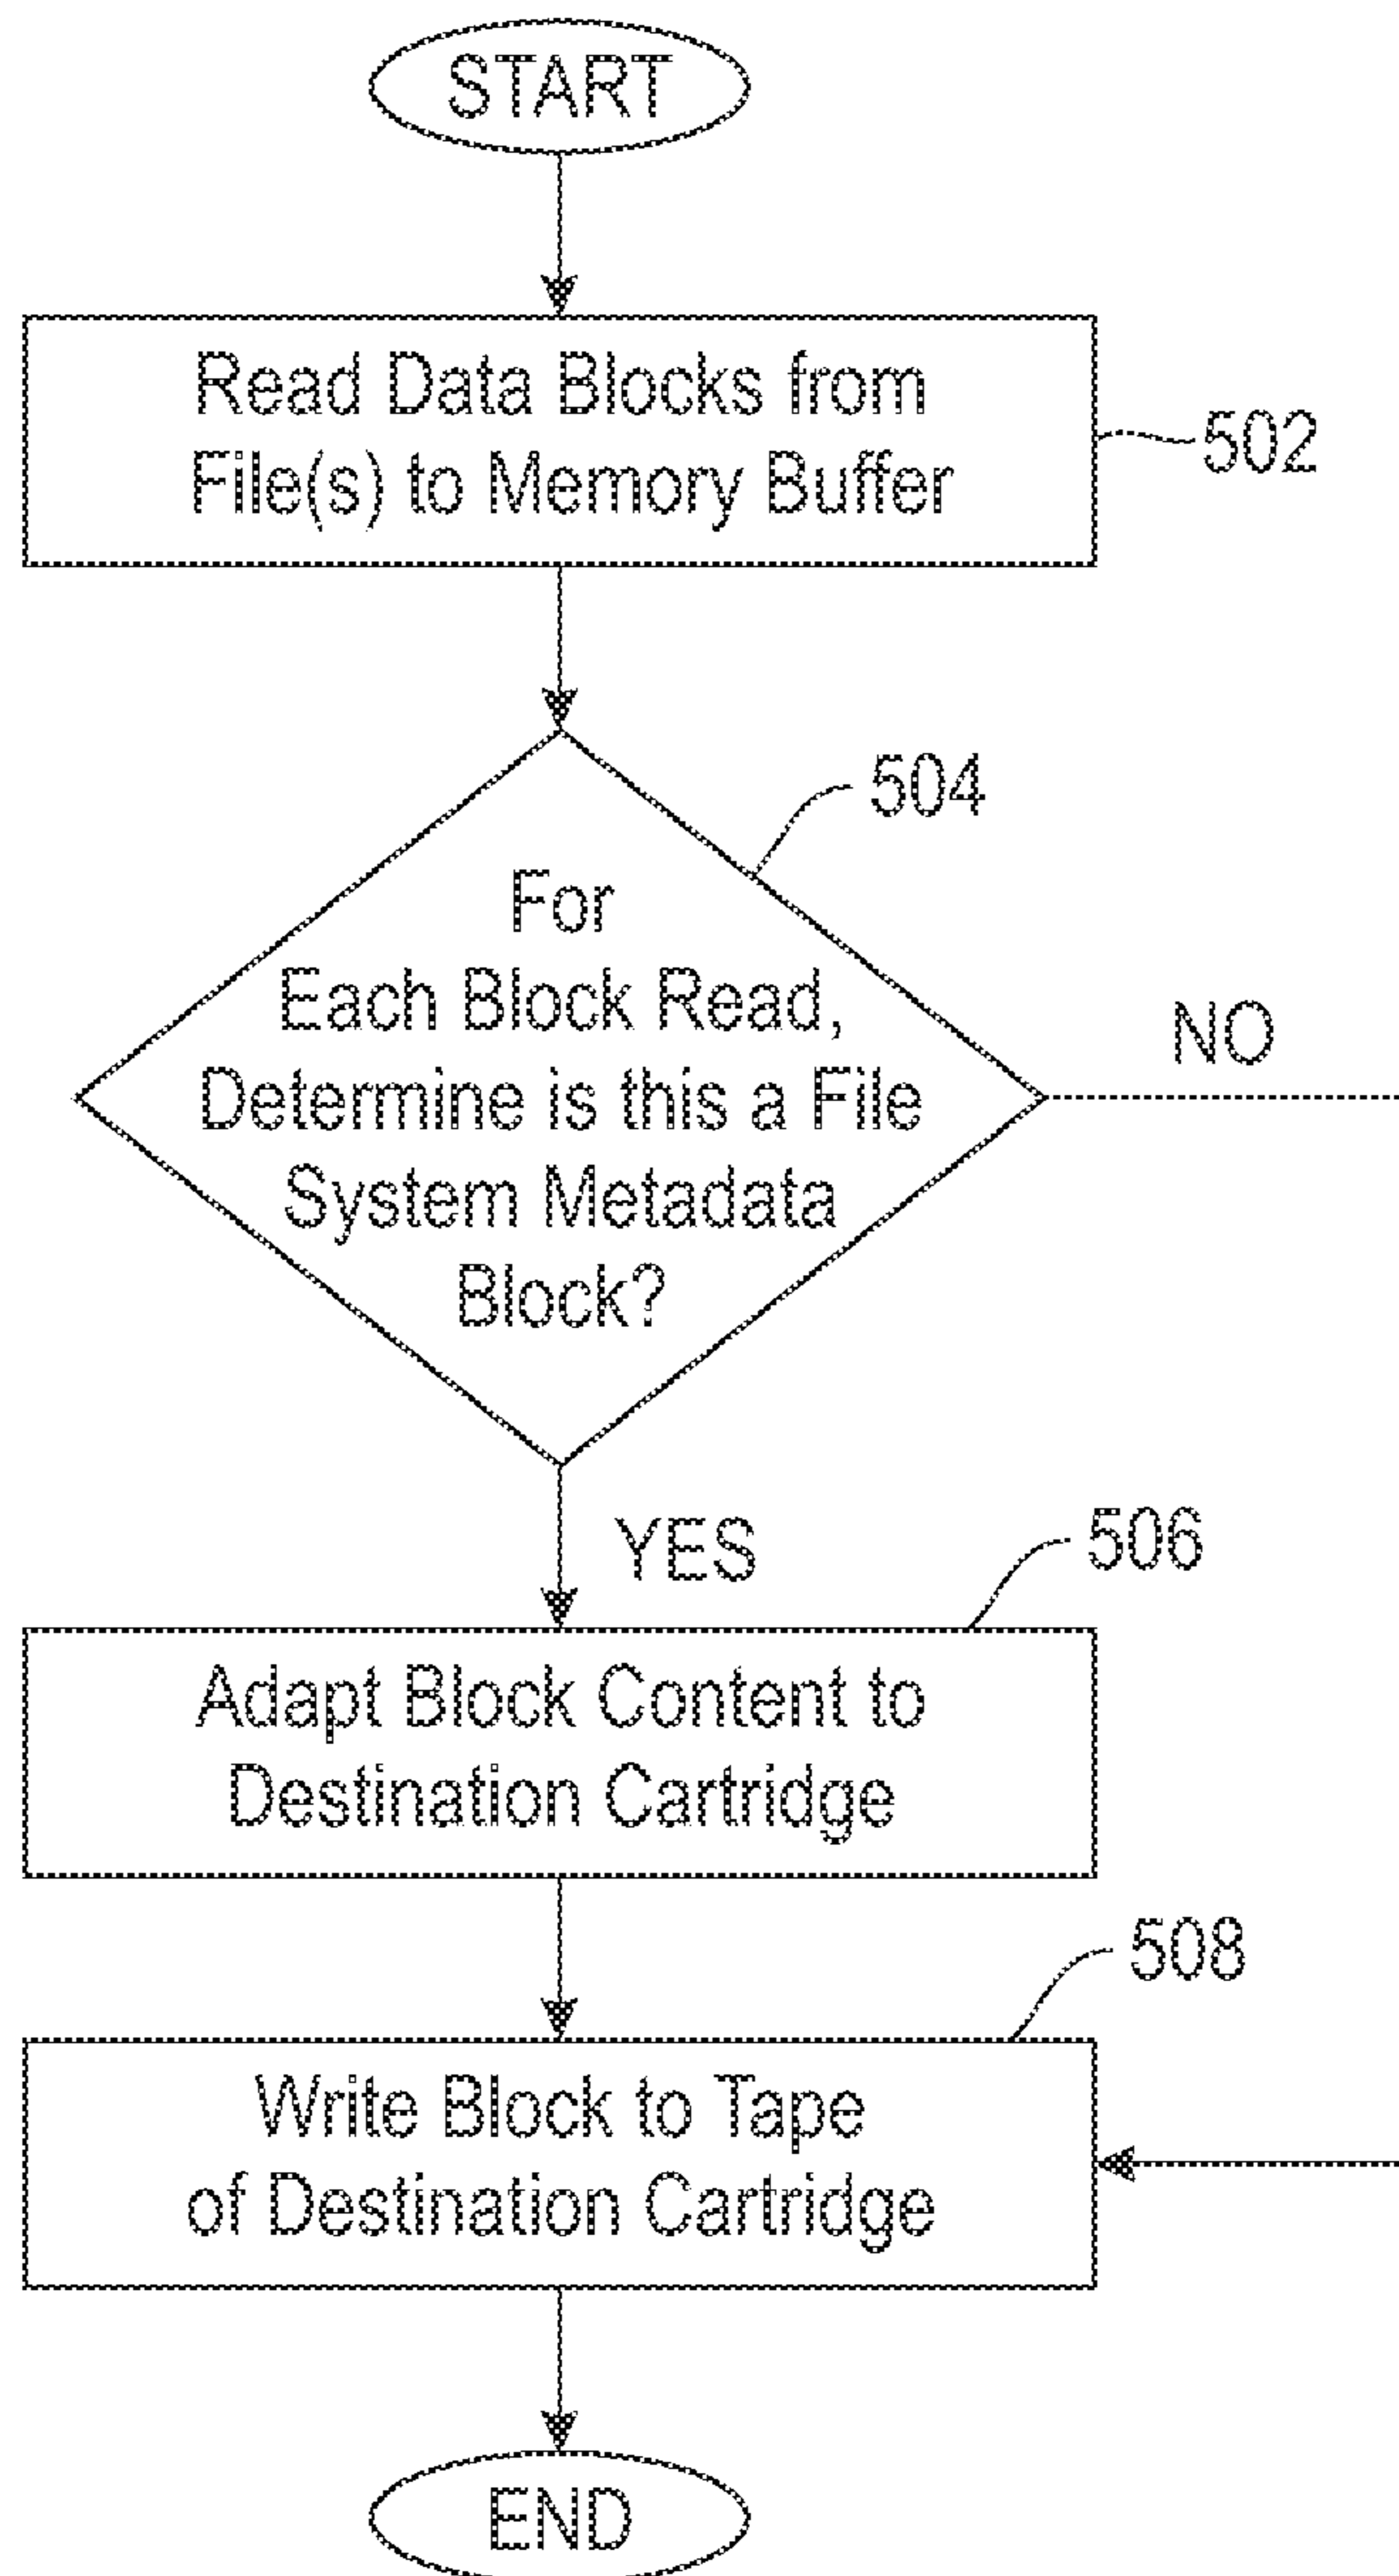 START
Read Data Blocks from
File(s) to Memory Buffer
502
504
For
Each Block Read,
Determine is this a File
System Metadata
Block?
NO
YES
506
Adapt Block Content to
Destination Cartridge
508
Write Block to Tape
of Destination Cartridge
END